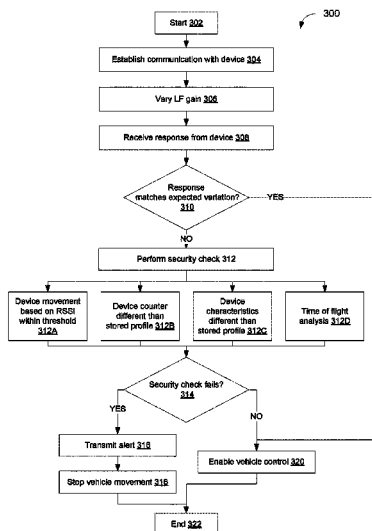 300
Start 302
Establish communication with device 304
Vary LF gain 306
Receive response from device 308
Response
matches expected variation?
310
YES
NO
Perform security check 312
Device movement
based on RSSI
within threshold
312A
Device counter
different than
stored profile 312B
Device
characteristics
different than
stored profile 312C
Time of flight
analysis 312D
Security check fails?
314
YES
NO
Transmit alert 316
Enable vehicle control 320
Stop vehicle movement 318
End 322